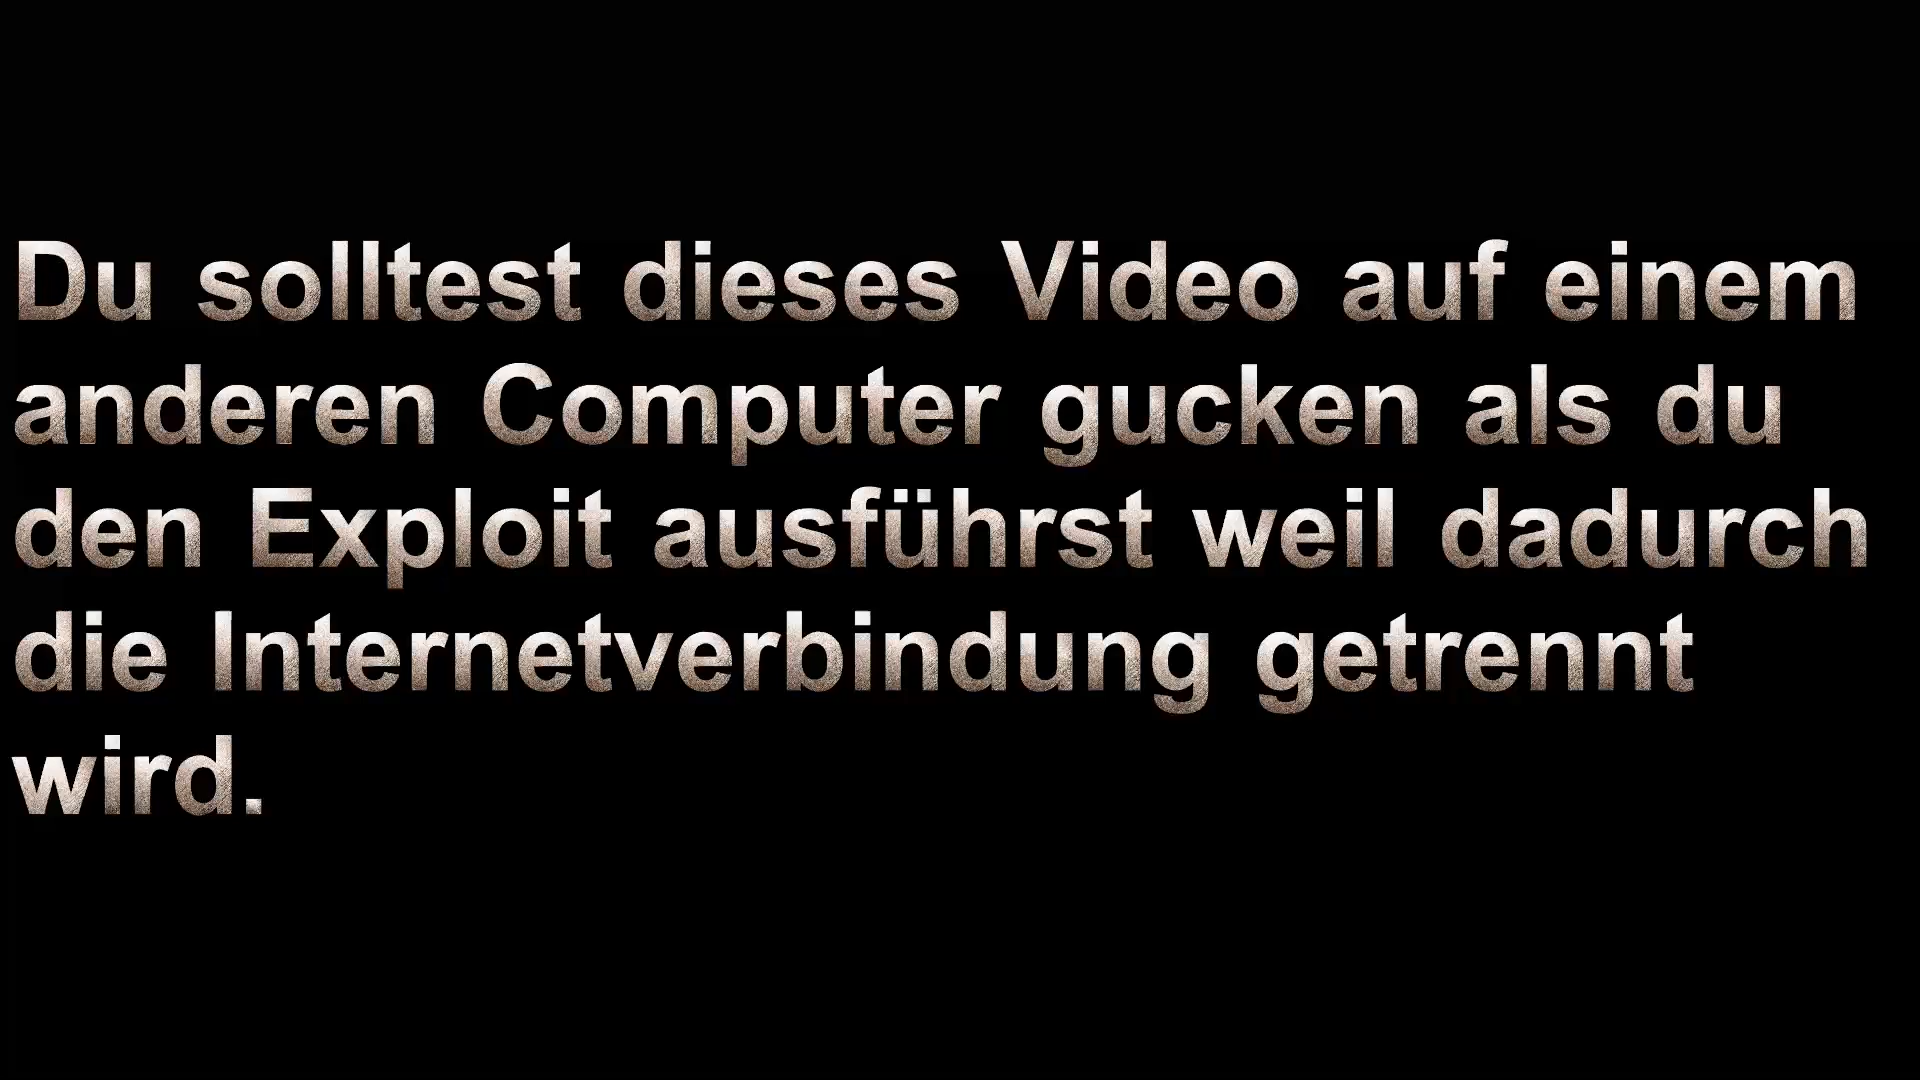 Du solltest dieses Video auf einem
anderen Computer gucken als du
den Exploit ausführst weil dadurch
die Internetverbindung getrennt
wird.